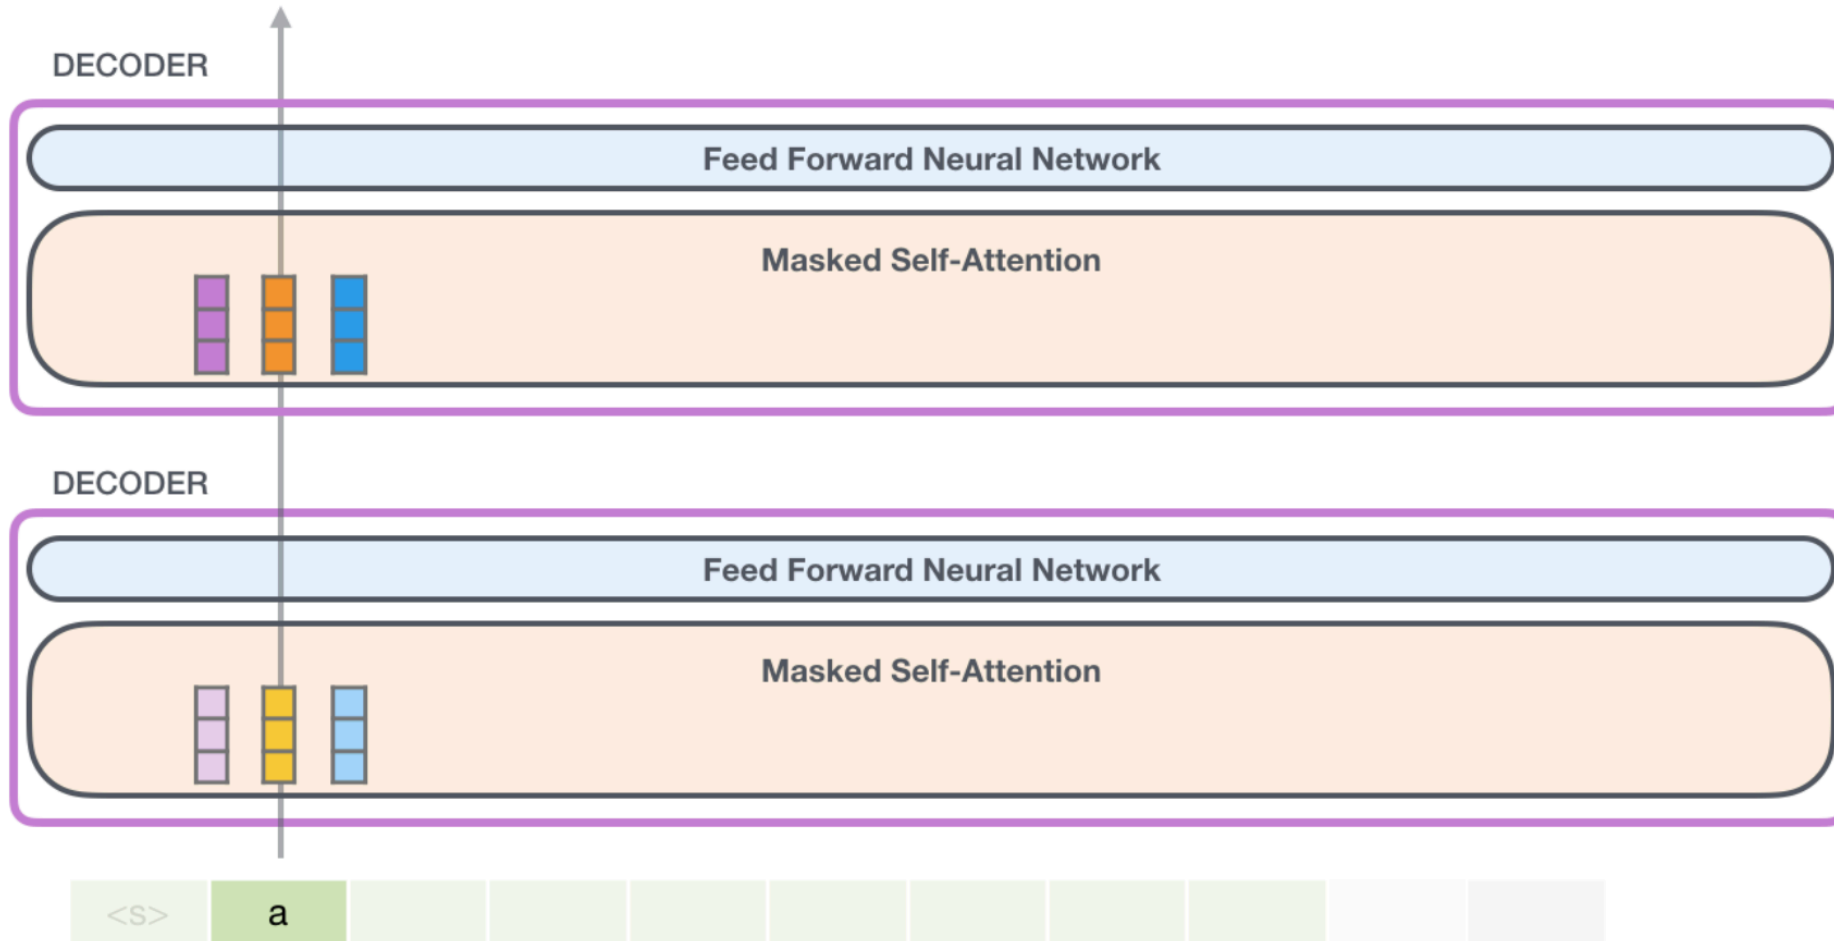 DECODER
Feed Forward Neural Network
Masked Self-Attention
DECODER
Feed Forward Neural Network
Masked Self-Attention
<s> a